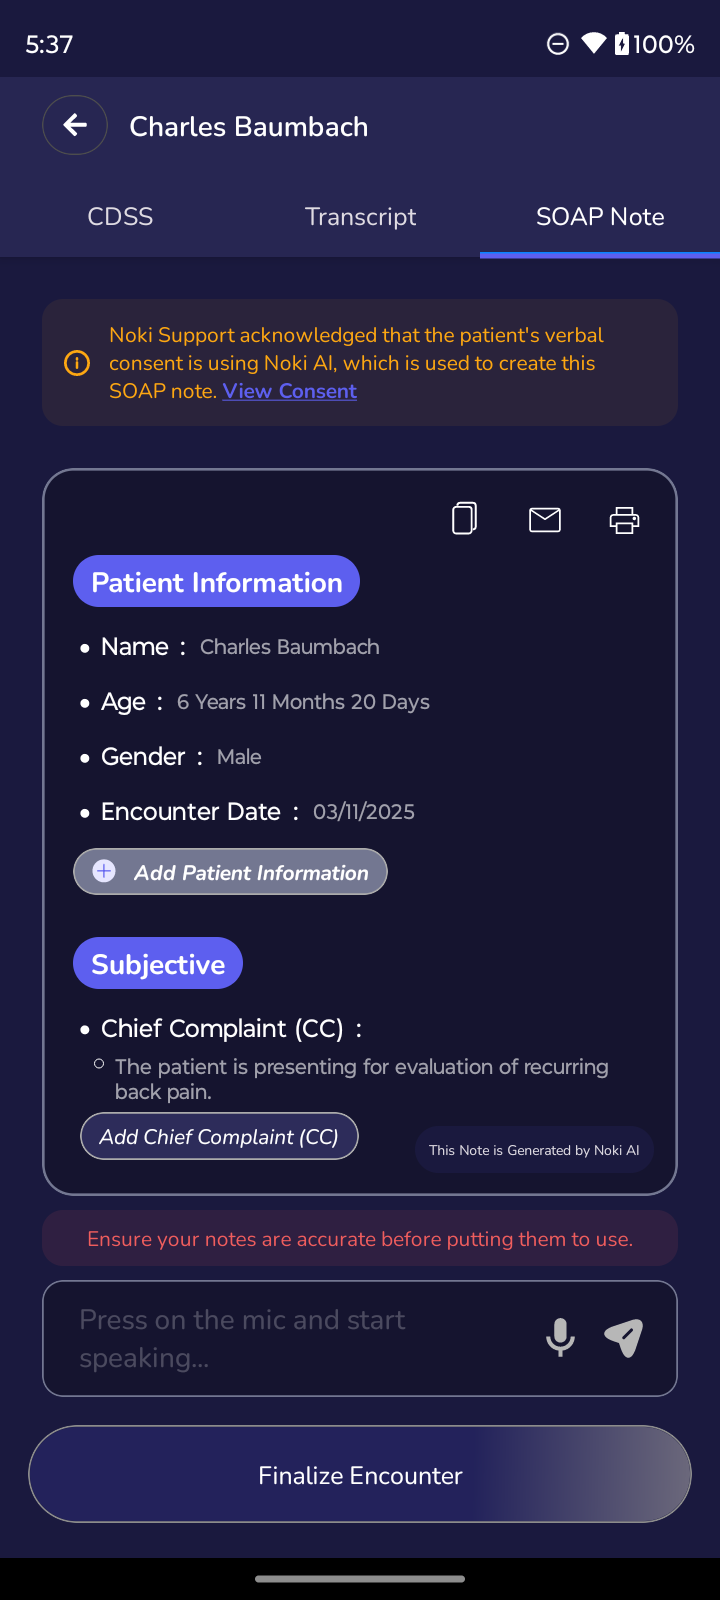 5:37
100%
Charles Baumbach
CDSS
Transcript
SOAP Note
Noki Support acknowledged that the patient's verbal
consent is using Noki AI, which is used to create this
SOAP note. View Consent
Patient Information
• Name : Charles Baumbach
• Age : 6 Years 11 Months 20 Days
• Gender : Male
• Encounter Date : 03/11/2025
Add Patient Information
Subjective
• Chief Complaint (CC) :
○ The patient is presenting for evaluation of recurring
back pain.
Add Chief Complaint (CC)
This Note is Generated by Noki AI
Ensure your notes are accurate before putting them to use.
Press on the mic and start
speaking...
Finalize Encounter